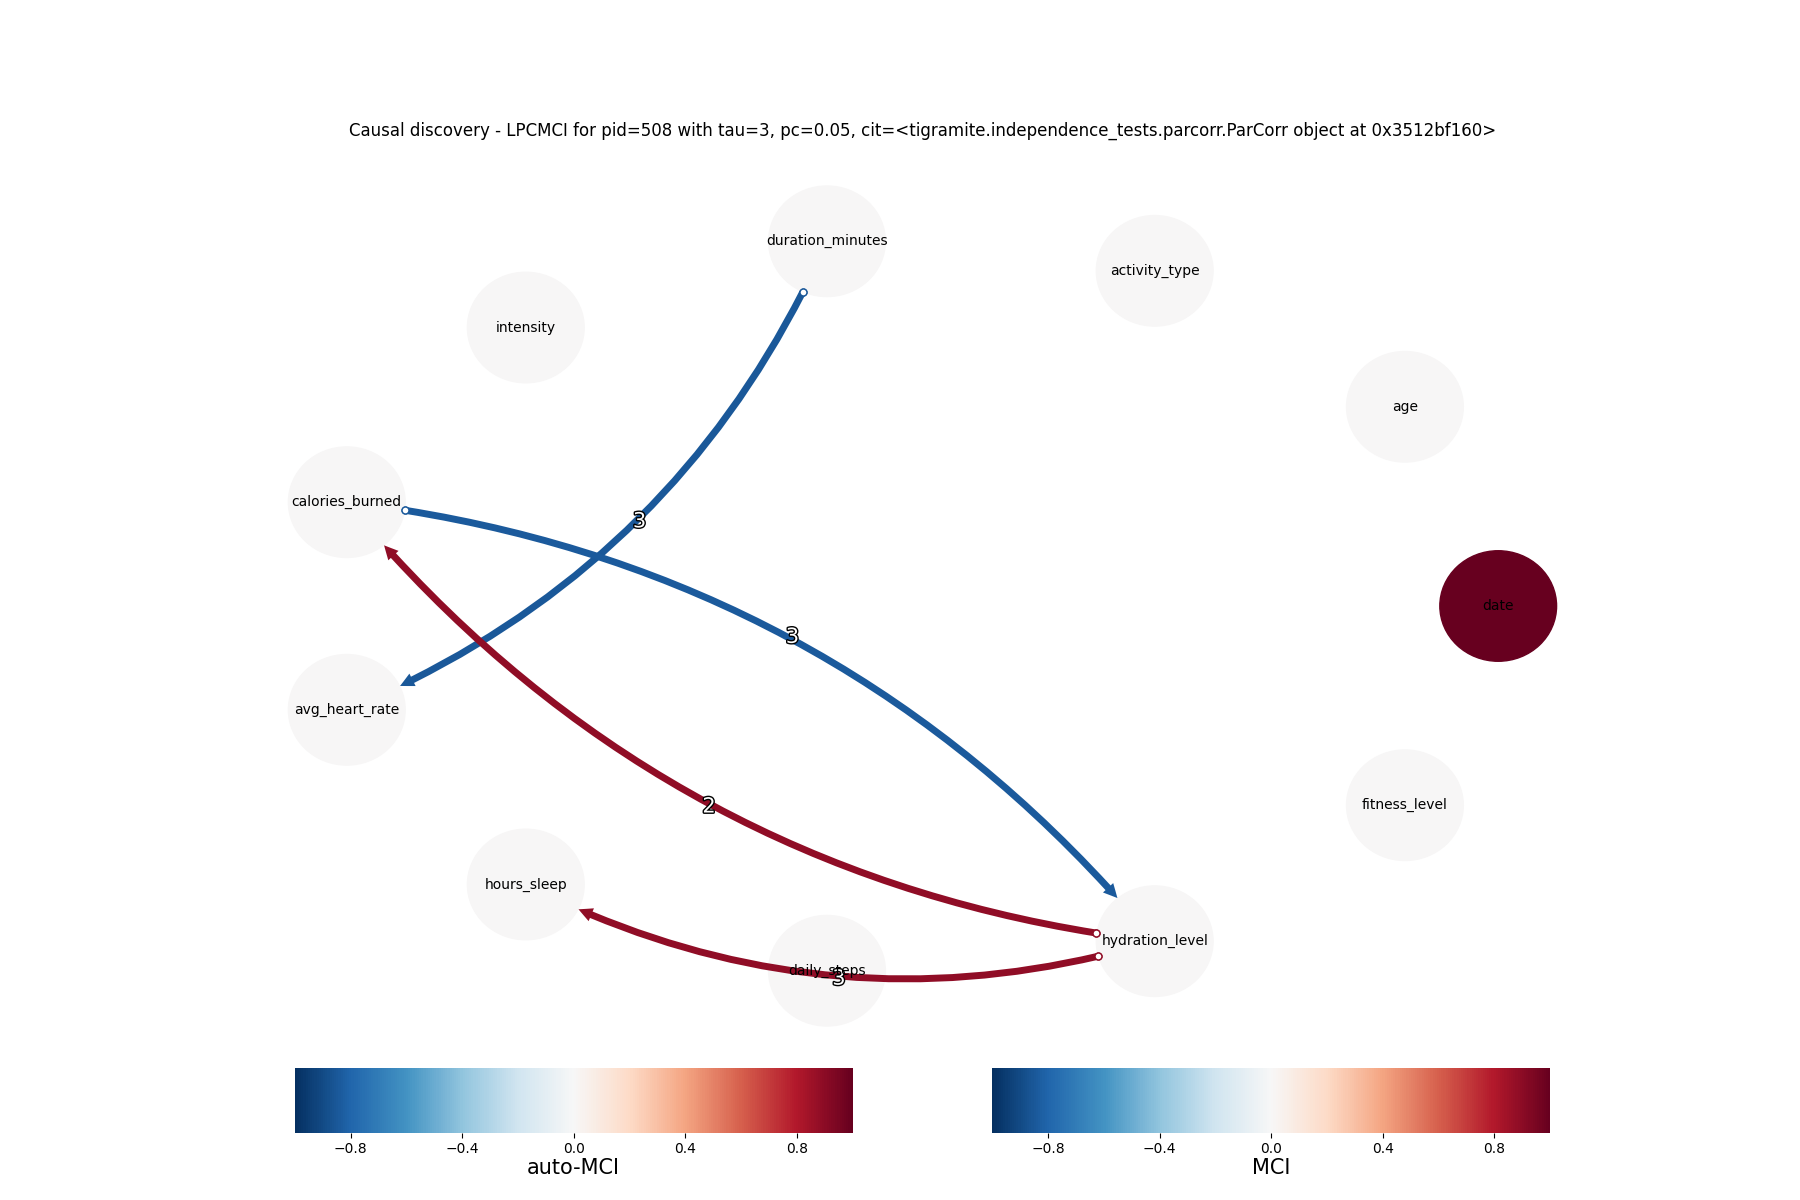 Causal discovery - LPCMCI for pid=508 with tau=3, pc=0.05, cit=<tigramite.independence_tests.parcorr.ParCorr object at 0x3512bf160>
duration_minutes
activity_type
intensity
age
calories_burned
3
date
3
avg_heart_rate
2
fitness_level
hours_sleep
hydration_level
daily_steps
3
−0.8 −0.4 0.0 0.4 0.8
auto-MCI
−0.8 −0.4 0.0 0.4 0.8
MCI